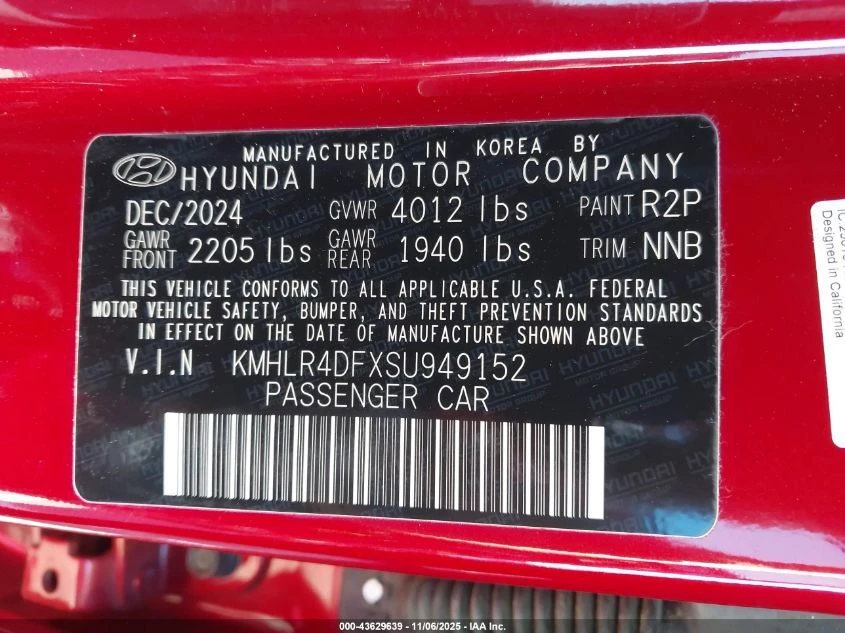 MANUFACTURED IN KOREA BY
HYUNDAI MOTOR COMPANY
DEC/2024 GVWR 4012 lbs PAINT R2P
GAWR FRONT 2205 lbs GAWR REAR 1940 lbs TRIM NNB
THIS VEHICLE CONFORMS TO ALL APPLICABLE U.S.A. FEDERAL
MOTOR VEHICLE SAFETY, BUMPER, AND THEFT PREVENTION STANDARDS
IN EFFECT ON THE DATE OF MANUFACTURE SHOWN ABOVE
V.I.N KMHLR4DFXSU949152
PASSENGER CAR
Designed in California
000-43629639 - 11/06/2025 - IAA Inc.